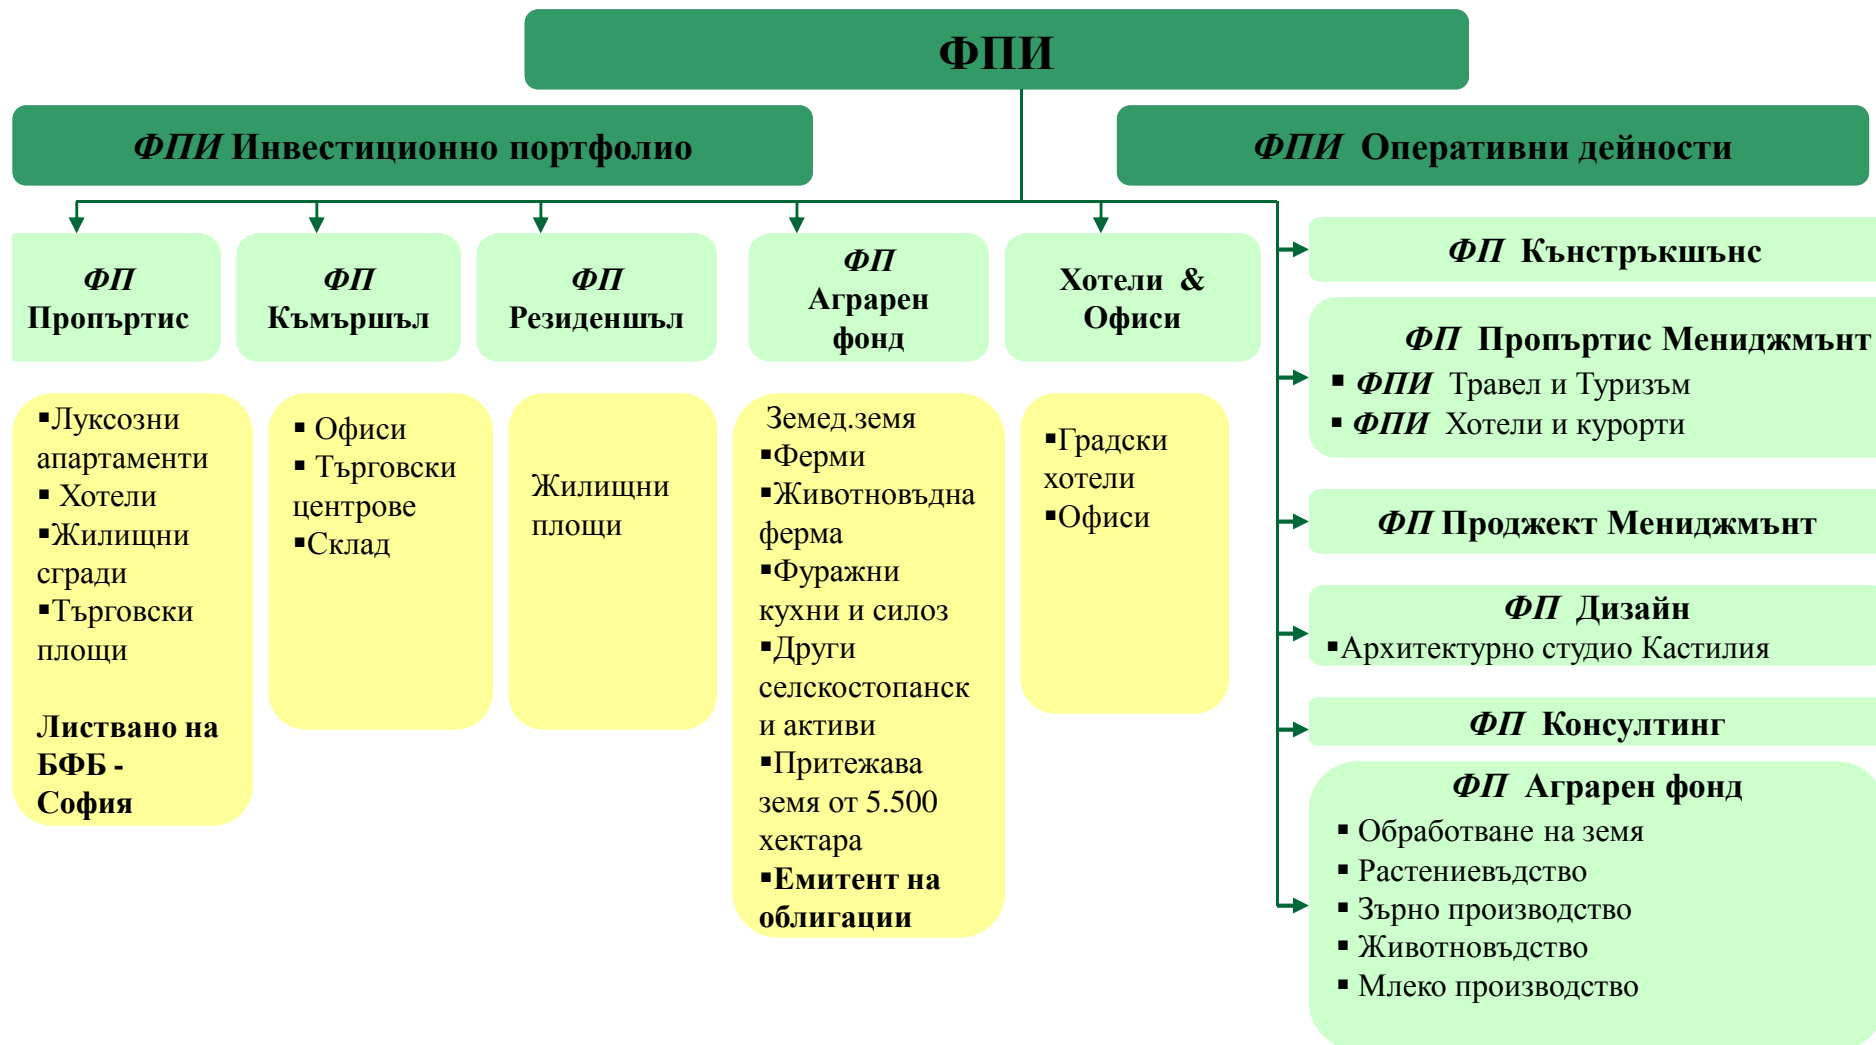 ФПИ
ФПИ Инвестиционно портфолио
ФПИ Оперативни дейности
ФП
Пропъртис
ФП
Къмършъл
ФП
Резиденшъл
ФП
Аграрен
фонд
Хотели &
Офиси
▪Луксозни
апартаменти
▪ Хотели
▪Жилищни
сгради
▪Търговски
площи
Листвано на
БФБ -
София
▪ Офиси
▪ Търговски
центрове
▪Склад
Жилищни
площи
Земед.земя
▪Ферми
▪Животновъдна
ферма
▪Фуражни
кухни и силоз
▪Други
селскостопанск
и активи
▪Притежава
земя от 5.500
хектара
▪Емитент на
облигации
▪Градски
хотели
▪Офиси
ФП Кънстръкшънс
ФП Пропъртис Мениджмънт
▪ ФПИ Травел и Туризъм
▪ ФПИ Хотели и курорти
ФП Проджект Мениджмънт
ФП Дизайн
▪Архитектурно студио Кастилия
ФП Консултинг
ФП Аграрен фонд
▪ Обработване на земя
▪ Растениевъдство
▪ Зърно производство
▪ Животновъдство
▪ Млеко производство